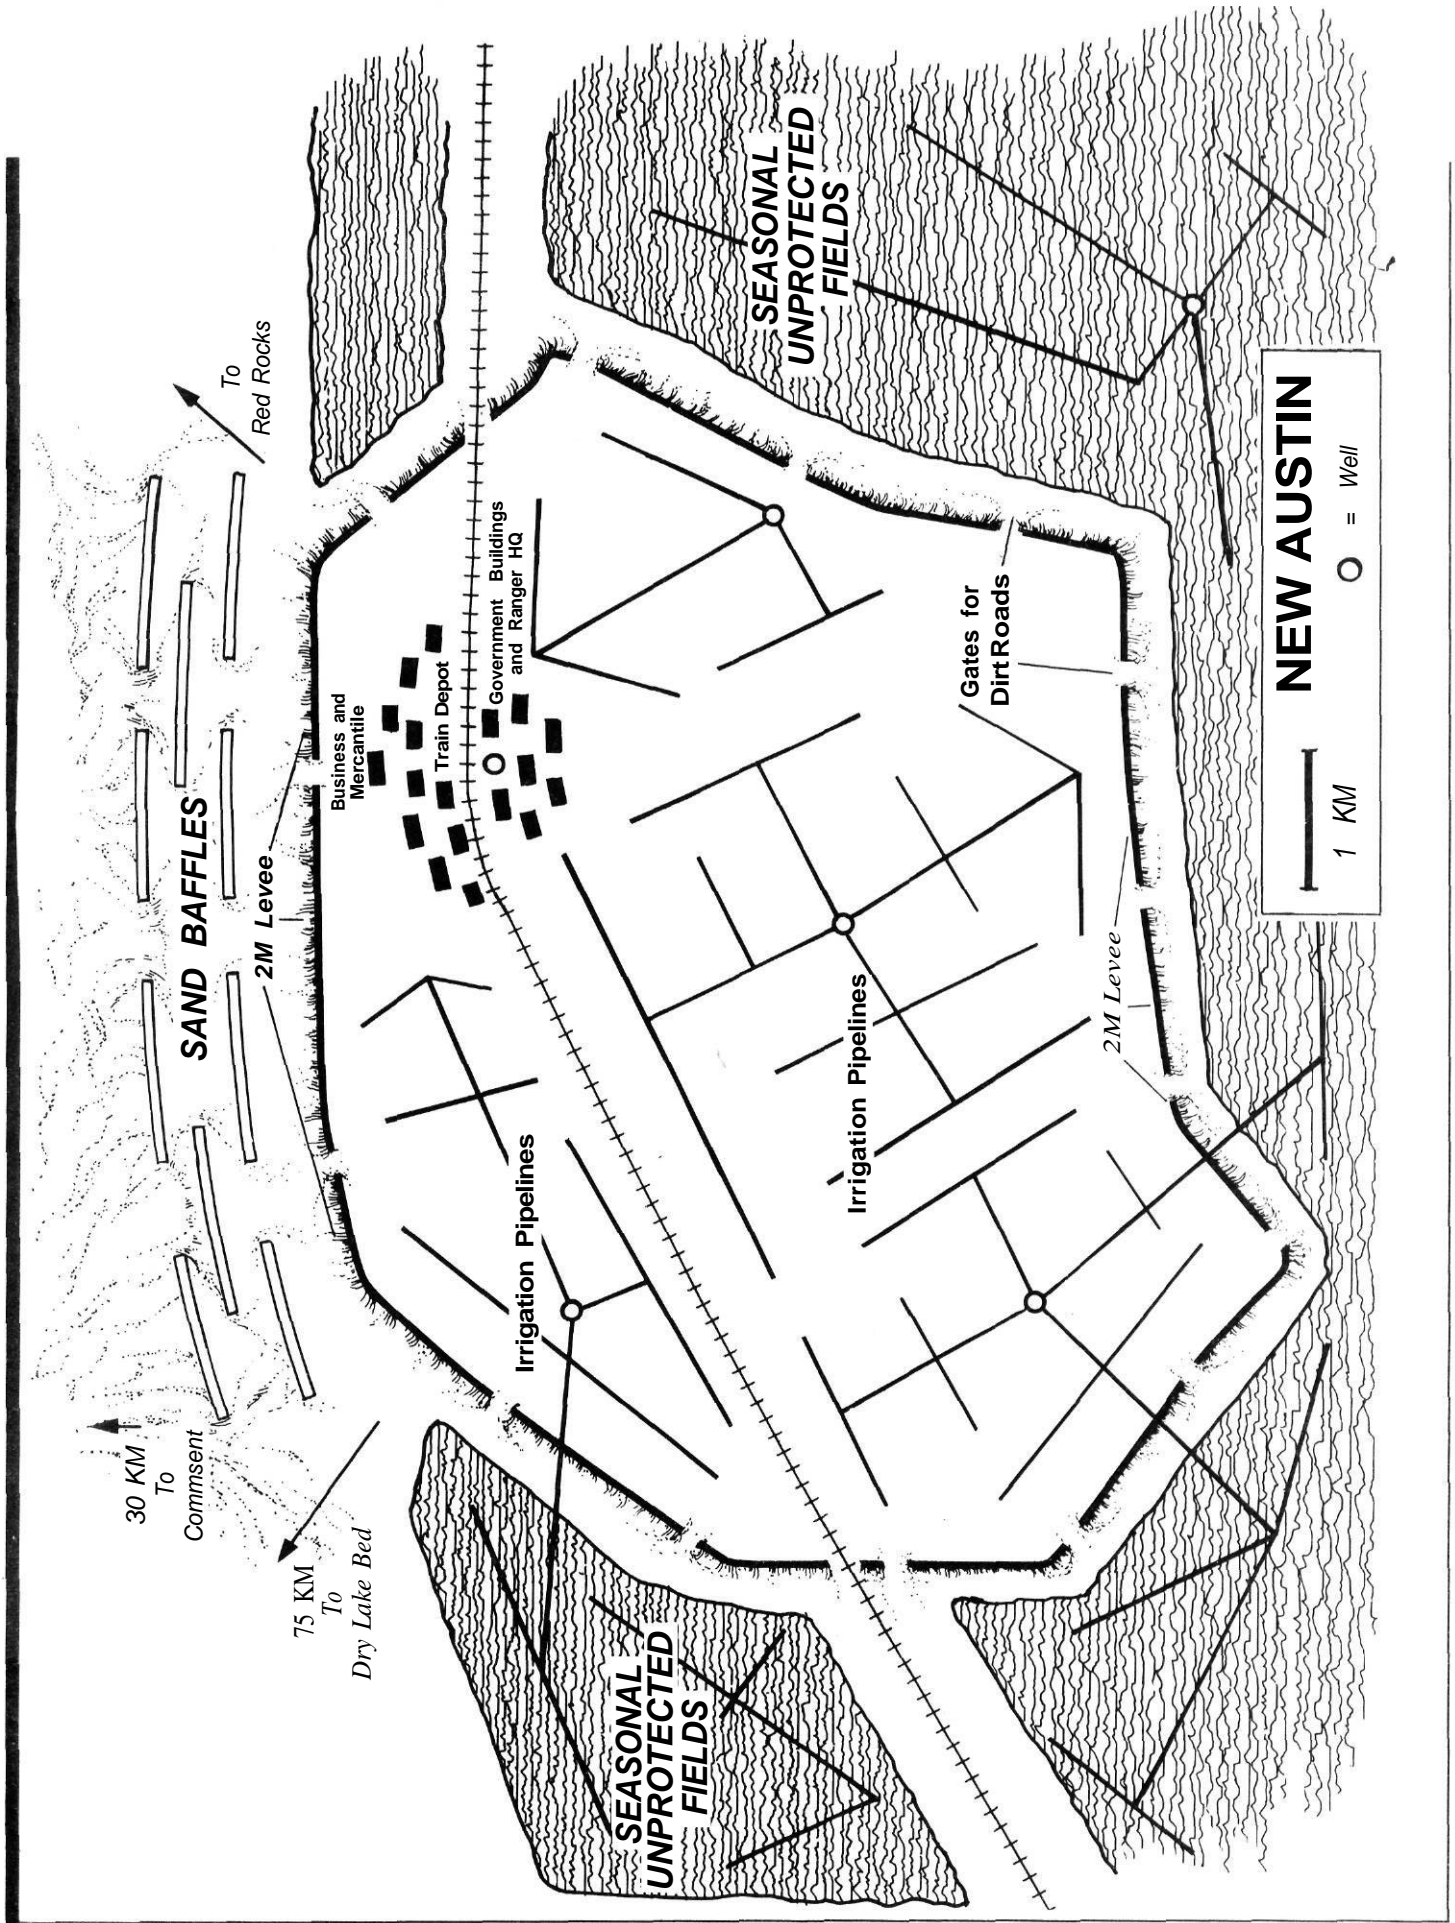 30 KM
To
Commsent
75 KM
To
Dry Lake Bed
SAND BAFFLES
To
Red Rocks
2M Levee
Business and
Mercantile
Train Depot
Government Buildings
and Ranger HQ
Irrigation Pipelines
SEASONAL
UNPROTECTED
FIELDS
SEASONAL
UNPROTECTED
FIELDS
Irrigation Pipelines
Gates for
Dirt Roads
2M Levee
NEW AUSTIN
1 KM
= Well